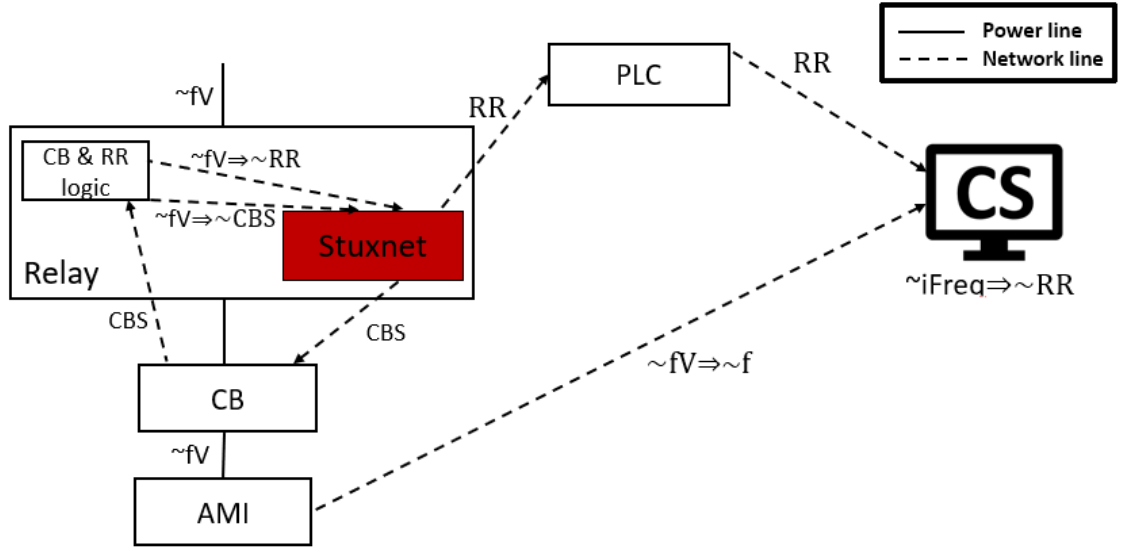 Power line
Network line
~fV
PLC
RR
RR
CB & RR
logic
~fV⇒~RR
~fV⇒~CBS
Stuxnet
Relay
CS
~iFreq⇒~RR
CBS
CBS
~fV⇒~f
CB
~fV
AMI